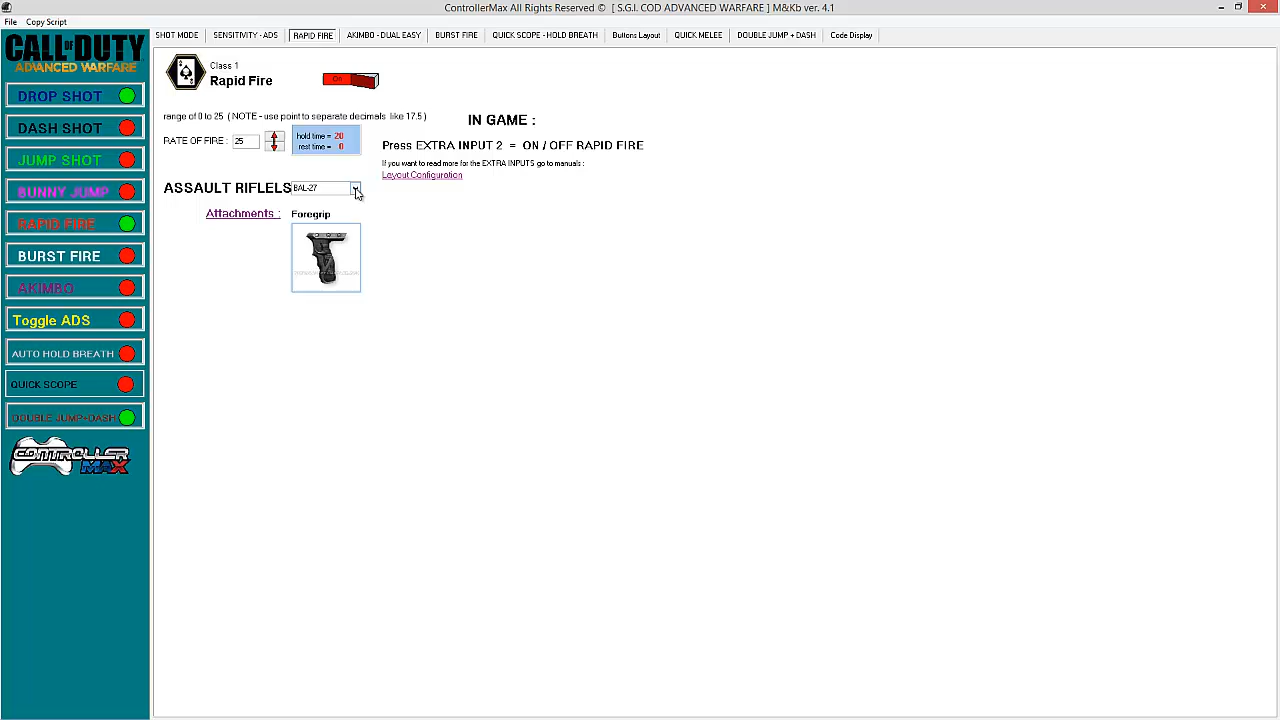 ControllerMax All Rights Reserved © [ S.G.I. COD ADVANCED WARFARE ] M&Kb ver. 4.1
File Copy Script
CALL OF DUTY
ADVANCED WARFARE
SHOT MODE SENSITIVITY - ADS RAPID FIRE AKIMBO - DUAL EASY BURST FIRE QUICK SCOPE - HOLD BREATH Buttons Layout QUICK MELEE DOUBLE JUMP + DASH Code Display
DROP SHOT
DASH SHOT
JUMP SHOT
BUNNY JUMP
RAPID FIRE
BURST FIRE
AKIMBO
Toggle ADS
AUTO HOLD BREATH
QUICK SCOPE
DOUBLE JUMP+DASH
CONTROLLER
MAX
Class 1
Rapid Fire
On
range of 0 to 25 ( NOTE - use point to separate decimals like 17.5 )
RATE OF FIRE : 25
hold time = 20
rest time = 0
ASSAULT RIFLELS BAL-27
Attachments : Foregrip
IN GAME :
Press EXTRA INPUT 2 = ON / OFF RAPID FIRE
If you want to read more for the EXTRA INPUTS go to manuals :
Layout Configuration